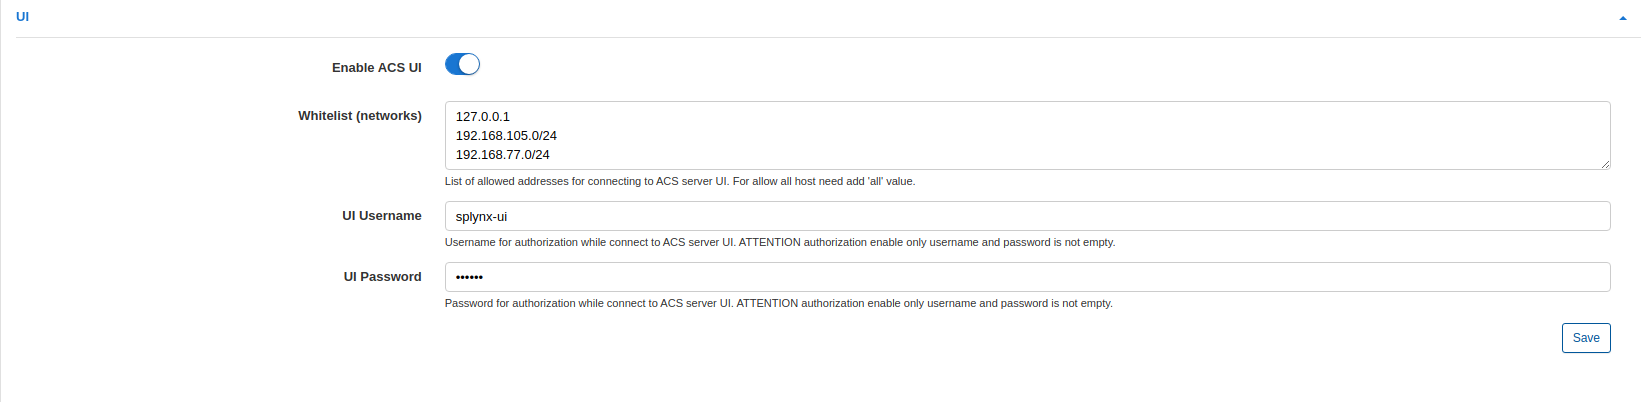 UI
Enable ACS UI
Whitelist (networks)
127.0.0.1
192.168.105.0/24
192.168.77.0/24
List of allowed addresses for connecting to ACS server UI. For allow all host need add 'all' value.
UI Username
splynx-ui
Username for authorization while connect to ACS server UI. ATTENTION authorization enable only username and password is not empty.
UI Password
••••••
Password for authorization while connect to ACS server UI. ATTENTION authorization enable only username and password is not empty.
Save